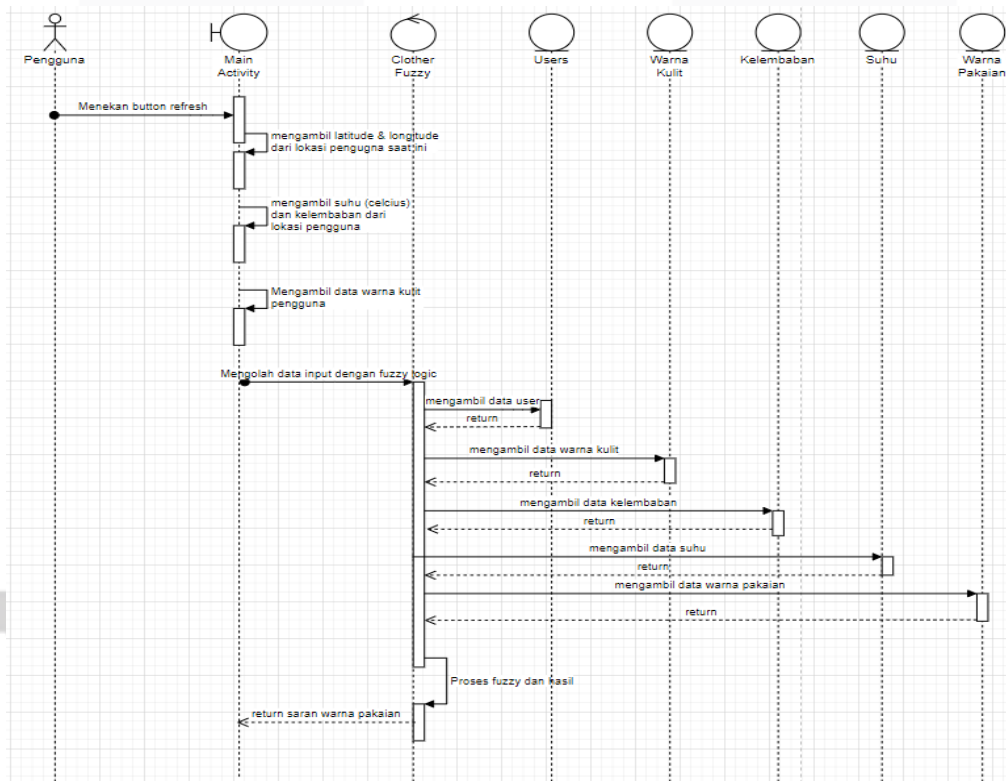 Pengguna
Main
Activity
Clother
Fuzzy
Users
Warna
Kulit
Kelembaban
Suhu
Warna
Pakaian
Menekan button refresh
mengambil latitude & longitude
dari lokasi pengugna saat ini
mengambil suhu (celcius)
dan kelembaban dari
lokasi pengguna
Mengambil data warna kulit
pengguna
Mengolah data input dengan fuzzy logic
mengambil data user
return
mengambil data warna kulit
return
mengambil data kelembaban
return
mengambil data suhu
return
mengambil data warna pakaian
return
Proses fuzzy dan hasil
return saran warna pakaian